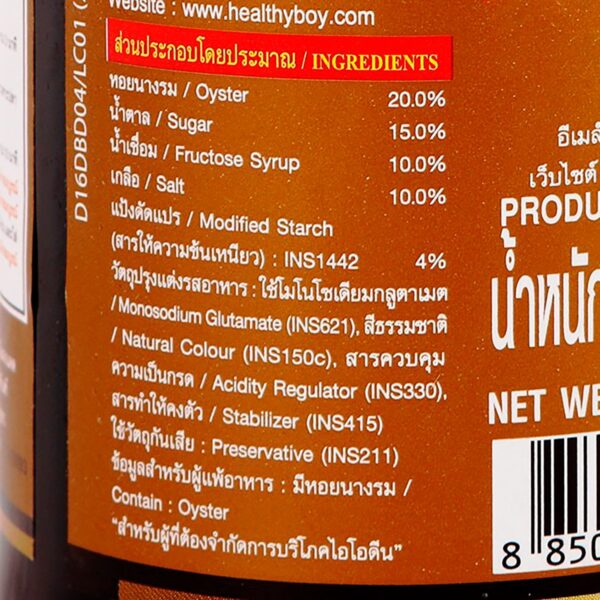 Website : www.healthyboy.com
ส่วนประกอบโดยประมาณ / INGREDIENTS
หอยนางรม / Oyster 20.0%
น้ำตาล / Sugar 15.0%
น้ำเชื่อม / Fructose Syrup 10.0%
เกลือ / Salt 10.0%
แป้งดัดแปร / Modified Starch
(สารให้ความข้นเหนียว) : INS1442 4%
วัตถุปรุงแต่งรสอาหาร : ใช้โมโนโซเดียมกลูตาเมต
/ Monosodium Glutamate (INS621), สีธรรมชาติ
/ Natural Colour (INS150c), สารควบคุม
ความเป็นกรด / Acidity Regulator (INS330),
สารทำให้คงตัว / Stabilizer (INS415)
ใช้วัตถุกันเสีย : Preservative (INS211)
ข้อมูลสำหรับผู้แพ้อาหาร : มีหอยนางรม /
Contain : Oyster
“สำหรับผู้ที่ต้องจำกัดการบริโภคไอโอดีน”
D16DBD04/LC01
อีเมล์
เว็บไซต์
PRODU
น้ำหนัก
NET WE
8 850